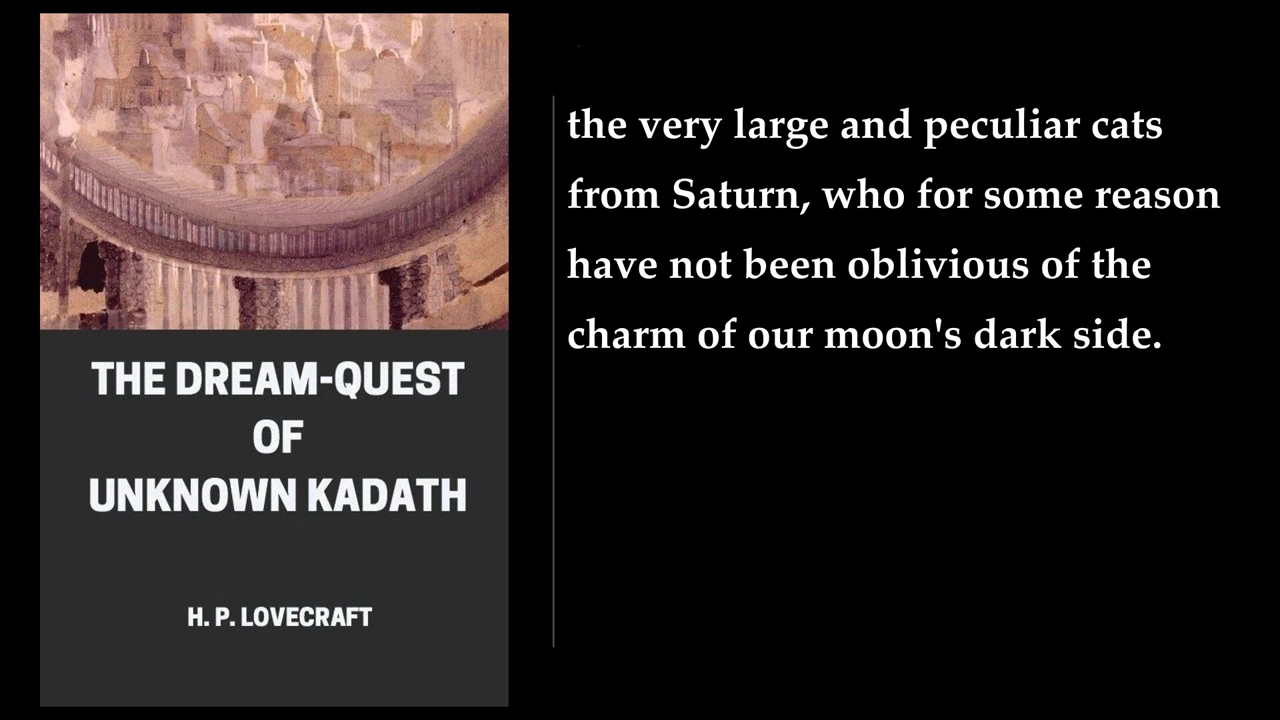 THE DREAM-QUEST
OF
UNKNOWN KADATH
H. P. LOVECRAFT
the very large and peculiar cats
from Saturn, who for some reason
have not been oblivious of the
charm of our moon's dark side.